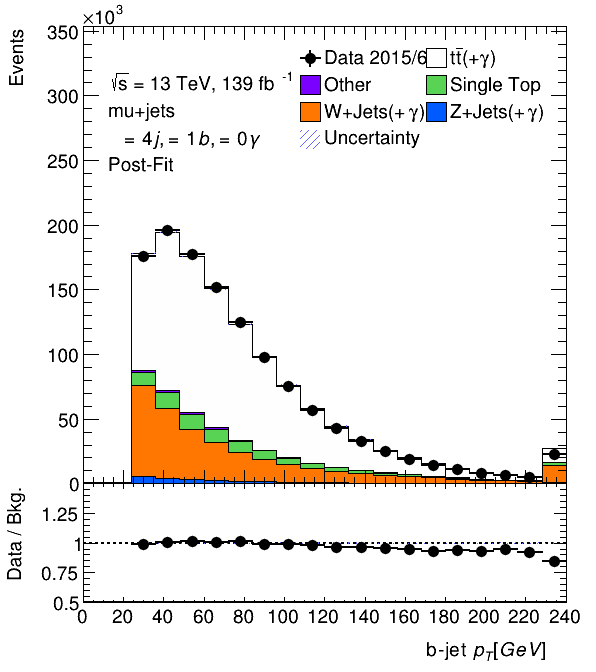 ×10³
Events
350
300
250
200
150
100
50
0
√s = 13 TeV, 139 fb⁻¹
mu+jets
= 4j, = 1b, = 0γ
Post-Fit
Data 2015/6
tt̄(+γ)
Other
Single Top
W+Jets(+γ)
Z+Jets(+γ)
Uncertainty
Data / Bkg.
1.25
1
0.75
0.5
0 20 40 60 80 100 120 140 160 180 200 220 240
b-jet p_T[GeV]